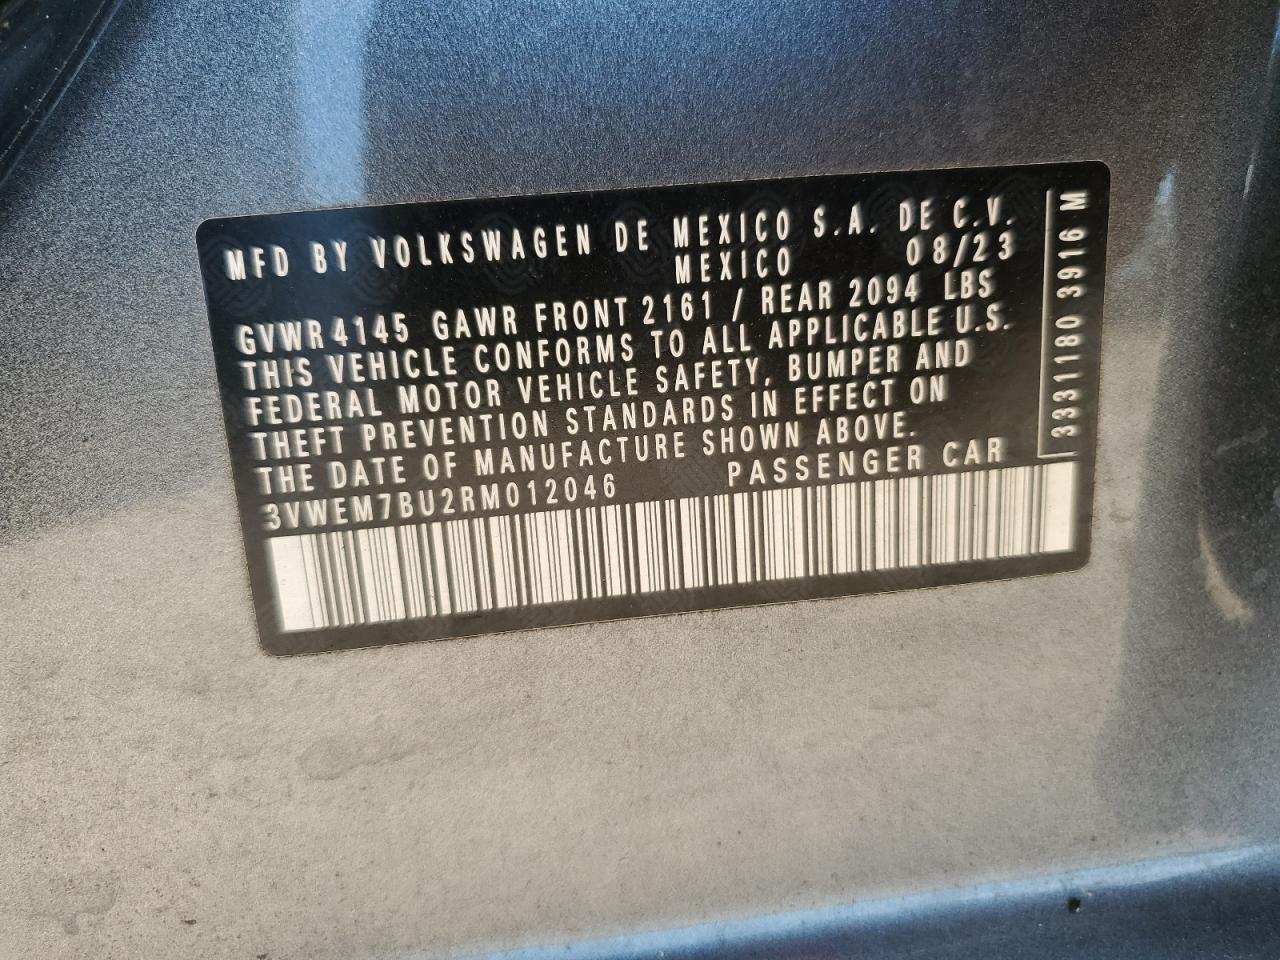 MFD BY VOLKSWAGEN DE MEXICO S.A. DE C.V.
MEXICO 08/23
GVWR 4145 GAWR FRONT 2161 / REAR 2094 LBS
THIS VEHICLE CONFORMS TO ALL APPLICABLE U.S.
FEDERAL MOTOR VEHICLE SAFETY, BUMPER AND
THEFT PREVENTION STANDARDS IN EFFECT ON
THE DATE OF MANUFACTURE SHOWN ABOVE.
3VWEM7BU2RM012046 PASSENGER CAR
3331180 3916 M